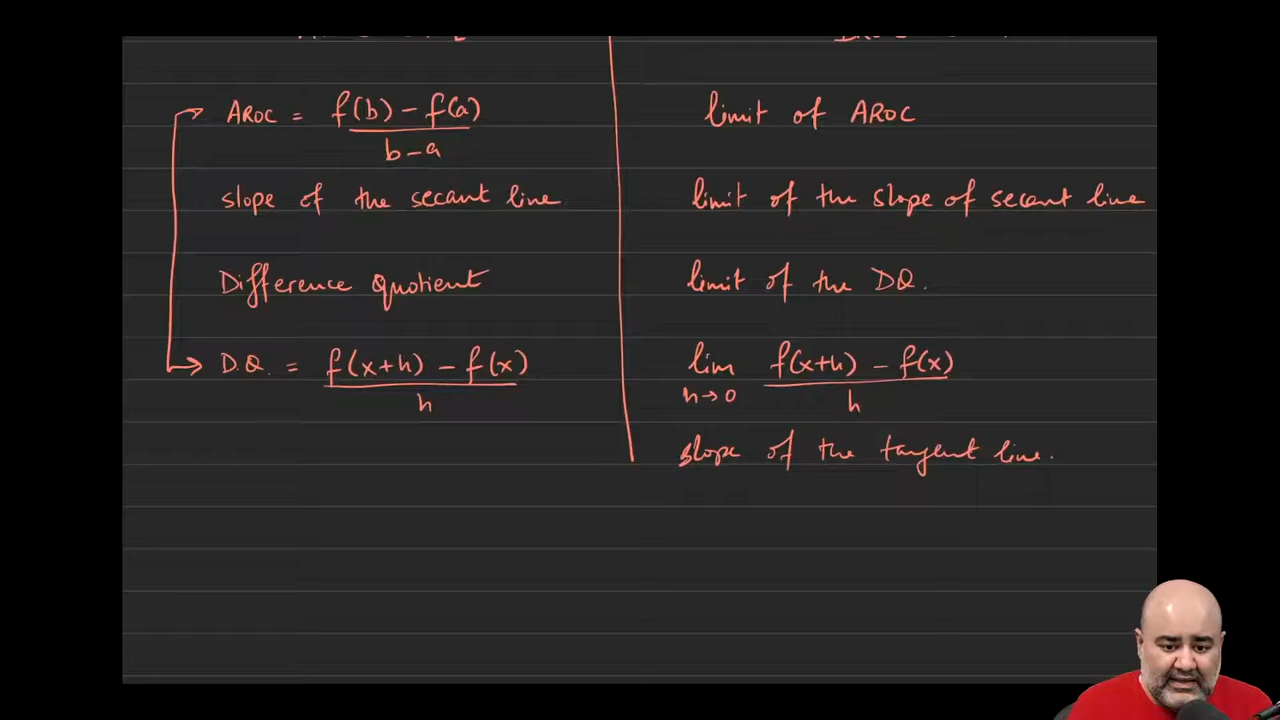 AROC = f(b) - f(a) / b - a
slope of the secant line
Difference Quotient
D.Q. = f(x+h) - f(x) / h
limit of AROC
limit of the slope of secant line
limit of the DQ.
lim h→0 f(x+h) - f(x) / h
slope of the tangent line.